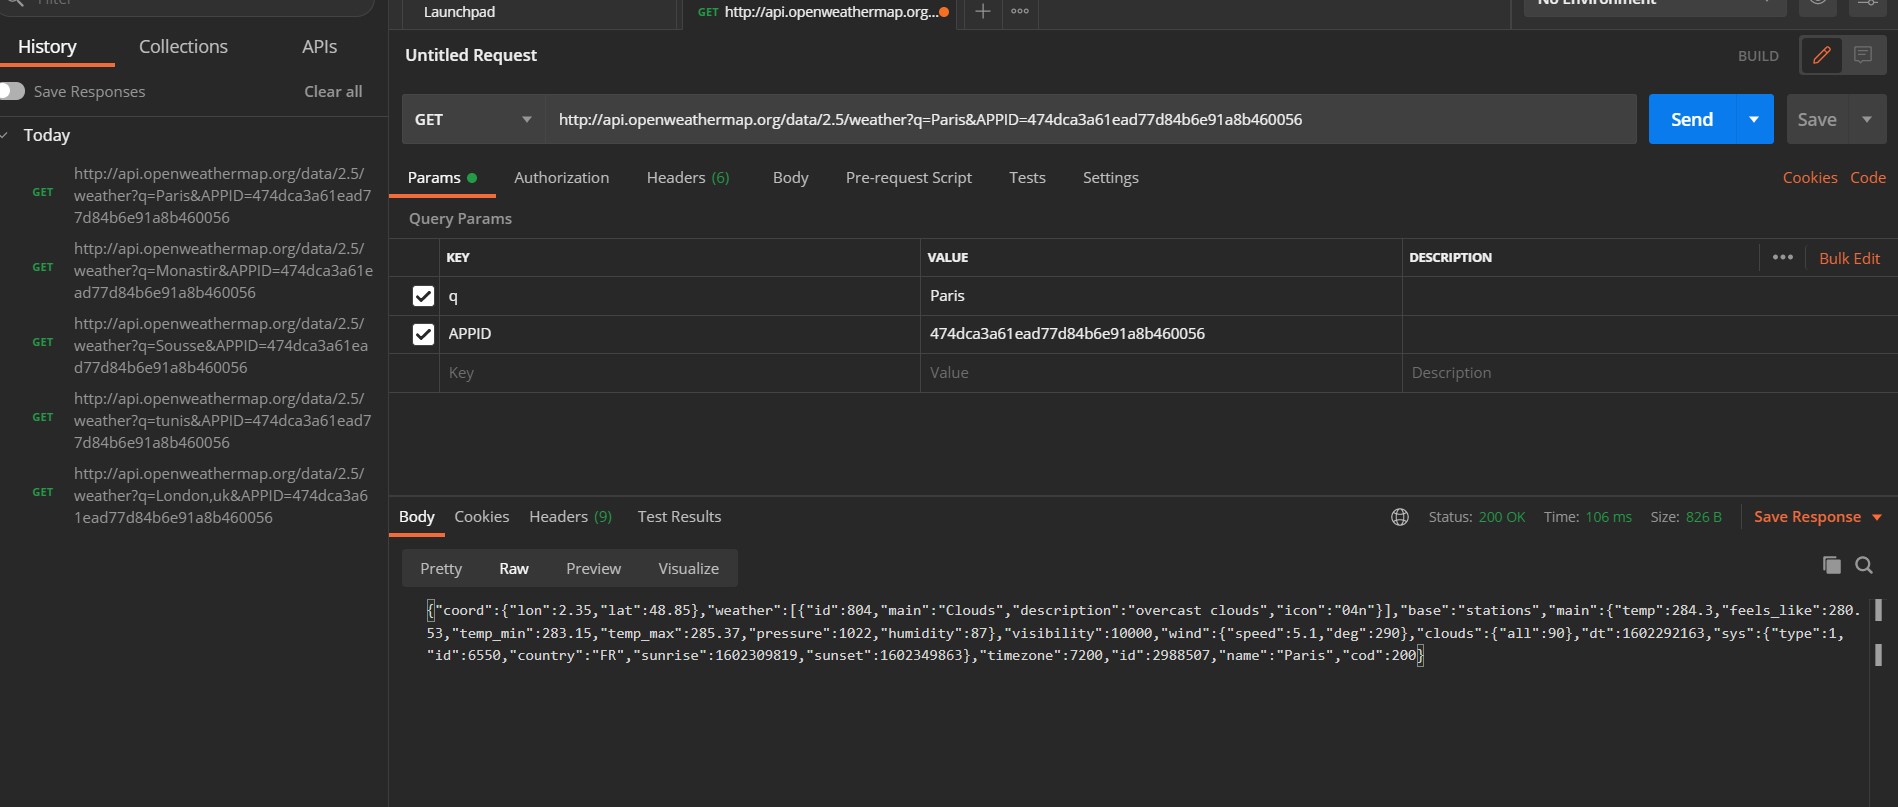 Filter
Launchpad
GET http://api.openweathermap.org...
No Environment
History Collections APIs
Untitled Request
BUILD
Save Responses Clear all
GET http://api.openweathermap.org/data/2.5/weather?q=Paris&APPID=474dca3a61ead77d84b6e91a8b460056
Send Save
Today
GET
http://api.openweathermap.org/data/2.5/
weather?q=Paris&APPID=474dca3a61ead7
7d84b6e91a8b460056
GET
http://api.openweathermap.org/data/2.5/
weather?q=Monastir&APPID=474dca3a61e
ad77d84b6e91a8b460056
GET
http://api.openweathermap.org/data/2.5/
weather?q=Sousse&APPID=474dca3a61ea
d77d84b6e91a8b460056
GET
http://api.openweathermap.org/data/2.5/
weather?q=tunis&APPID=474dca3a61ead7
7d84b6e91a8b460056
GET
http://api.openweathermap.org/data/2.5/
weather?q=London,uk&APPID=474dca3a6
1ead77d84b6e91a8b460056
Params Authorization Headers (6) Body Pre-request Script Tests Settings Cookies Code
Query Params
KEY VALUE DESCRIPTION ••• Bulk Edit
q Paris
APPID 474dca3a61ead77d84b6e91a8b460056
Key Value Description
Body Cookies Headers (9) Test Results Status: 200 OK Time: 106 ms Size: 826 B Save Response
Pretty Raw Preview Visualize
{"coord":{"lon":2.35,"lat":48.85},"weather":[{"id":804,"main":"Clouds","description":"overcast clouds","icon":"04n"}],"base":"stations","main":{"temp":284.3,"feels_like":280.
53,"temp_min":283.15,"temp_max":285.37,"pressure":1022,"humidity":87},"visibility":10000,"wind":{"speed":5.1,"deg":290},"clouds":{"all":90},"dt":1602292163,"sys":{"type":1,
"id":6550,"country":"FR","sunrise":1602309819,"sunset":1602349863},"timezone":7200,"id":2988507,"name":"Paris","cod":200}